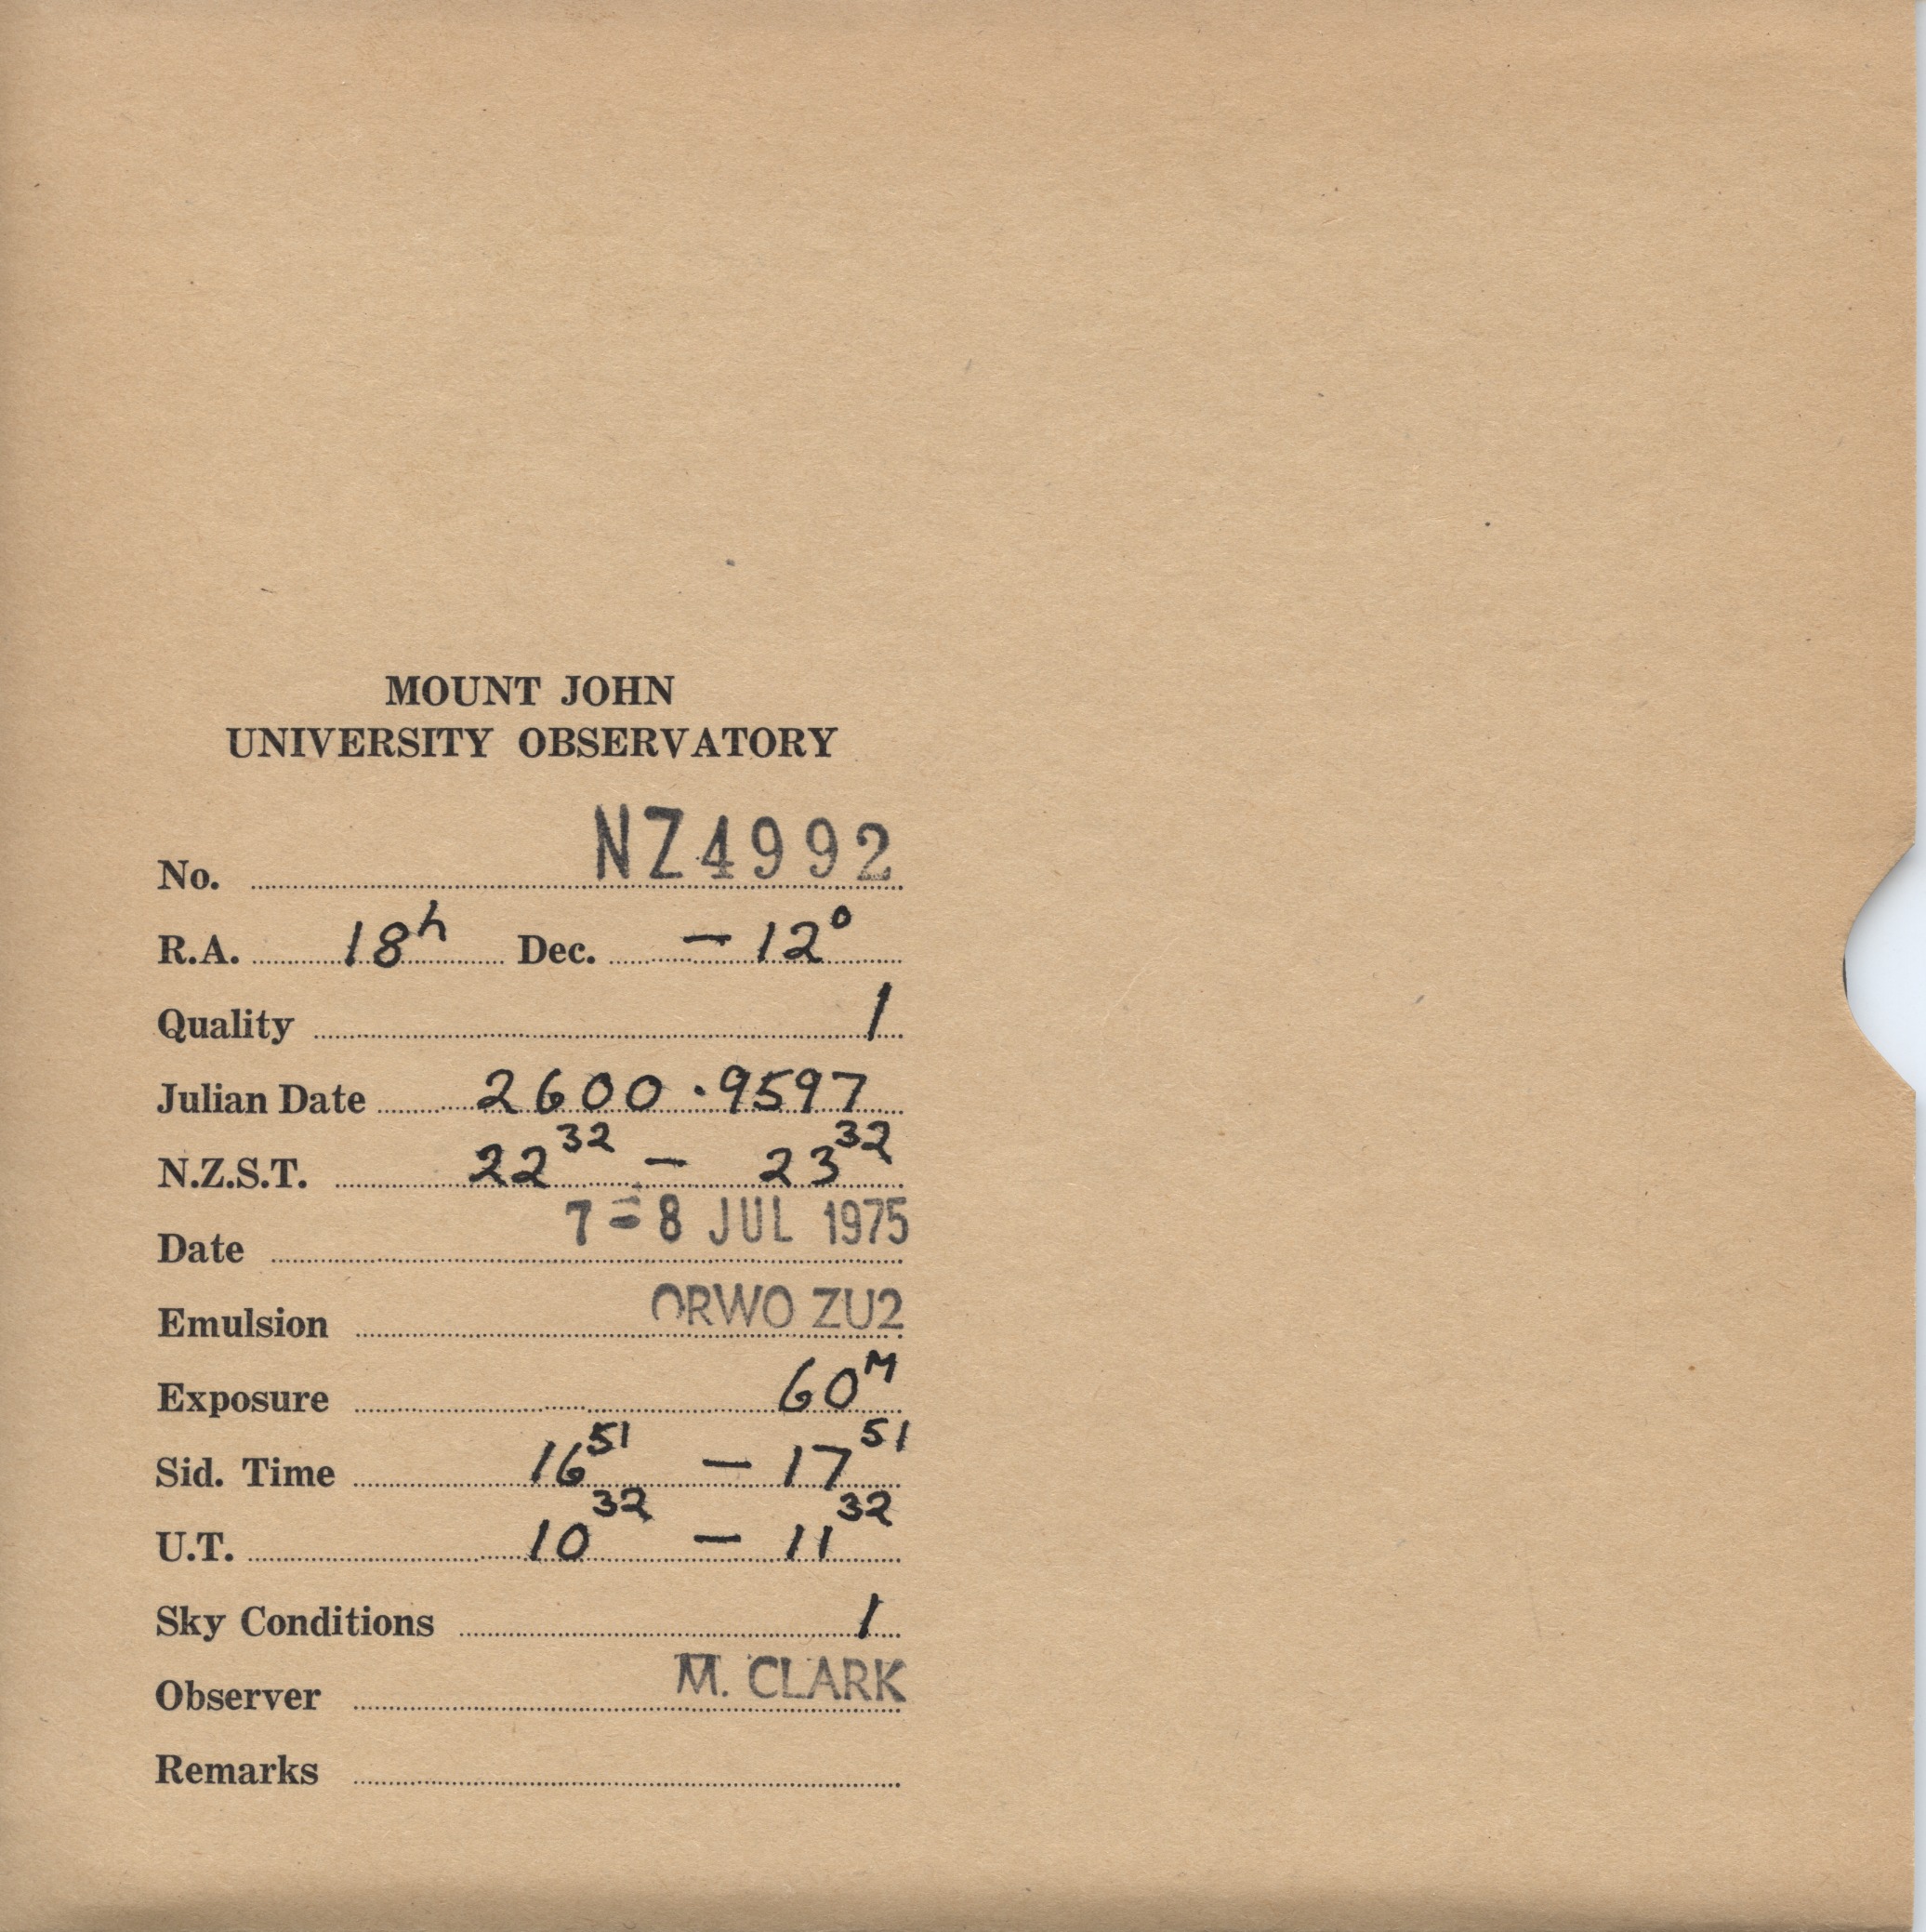 MOUNT JOHN
UNIVERSITY OBSERVATORY
No. NZ4992
R.A. 18h Dec. - 12°
Quality 1
Julian Date 2600.9597
N.Z.S.T. 22 32 - 23 32
Date 7-8 JUL 1975
Emulsion ORWO ZU2
Exposure 60M
Sid. Time 16 51 - 17 51
U.T. 10 32 - 11 32
Sky Conditions 1
Observer M. CLARK
Remarks